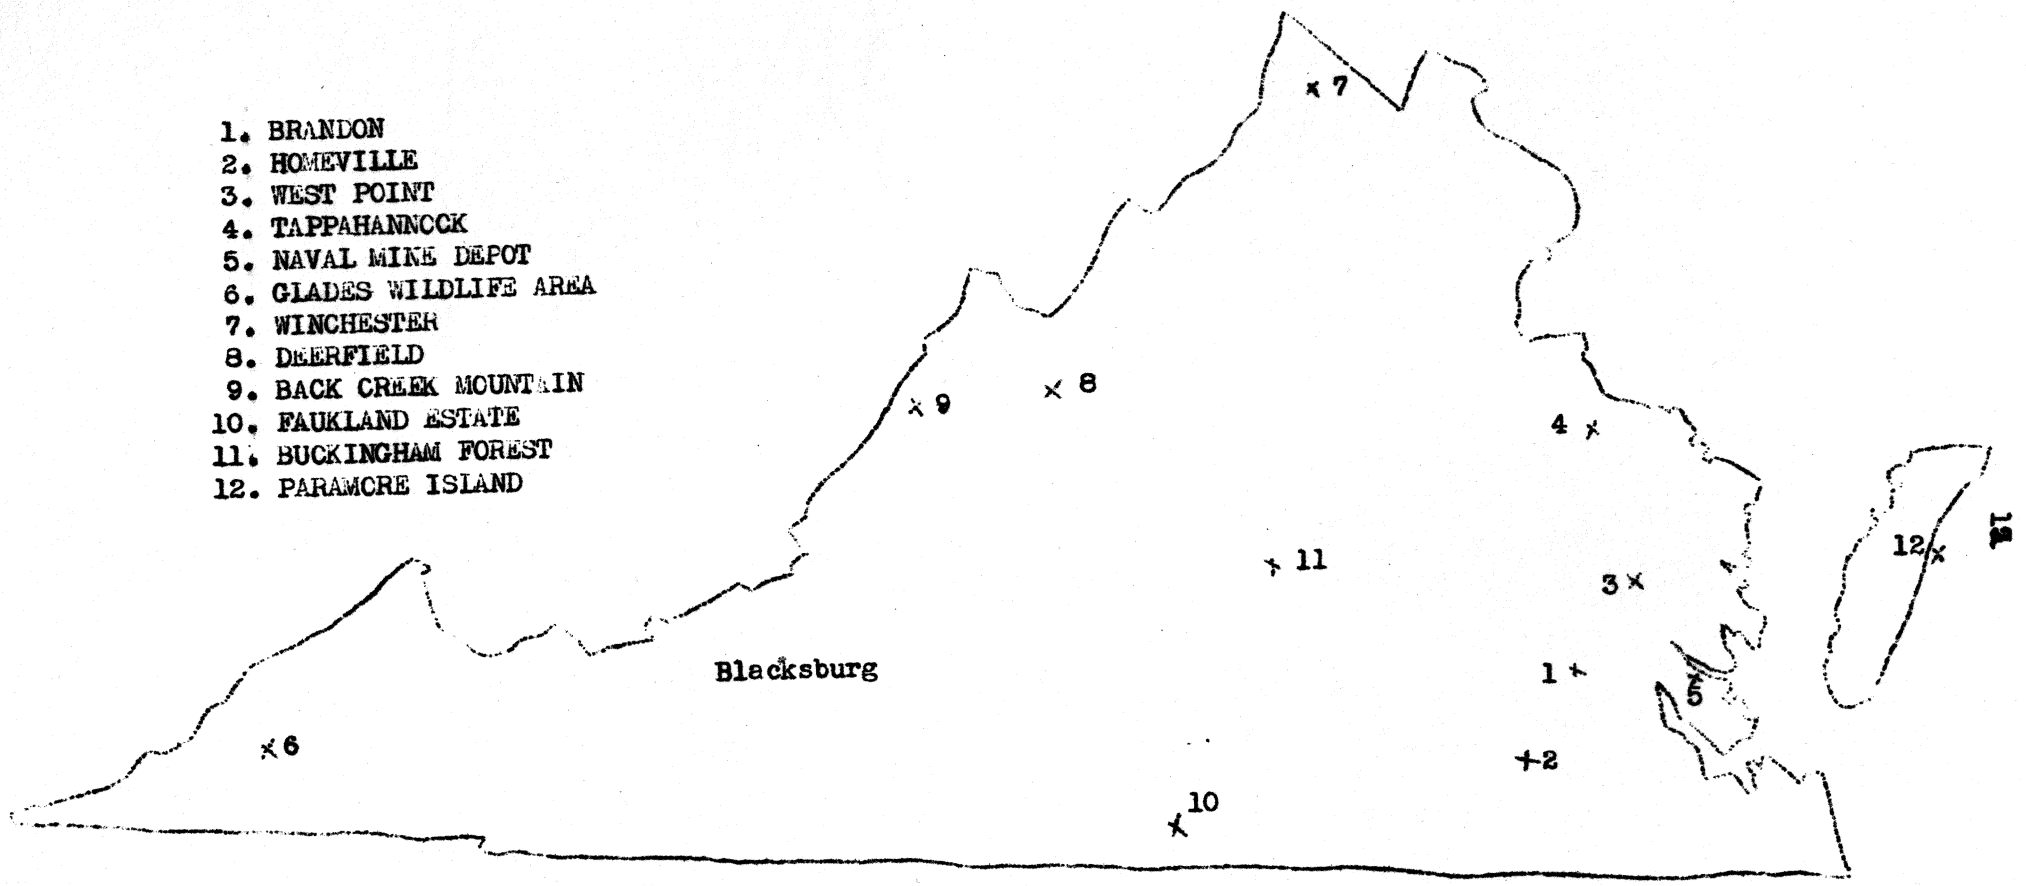 1. BRANDON
2. HOMEVILLE
3. WEST POINT
4. TAPPAHANNOCK
5. NAVAL MINE DEPOT
6. GLADES WILDLIFE AREA
7. WINCHESTER
8. DEERFIELD
9. BACK CREEK MOUNTAIN
10. FAUKLAND ESTATE
11. BUCKINGHAM FOREST
12. PARAMORE ISLAND
7
8
9
4
12
11
3
Blacksburg
1
5
6
2
10